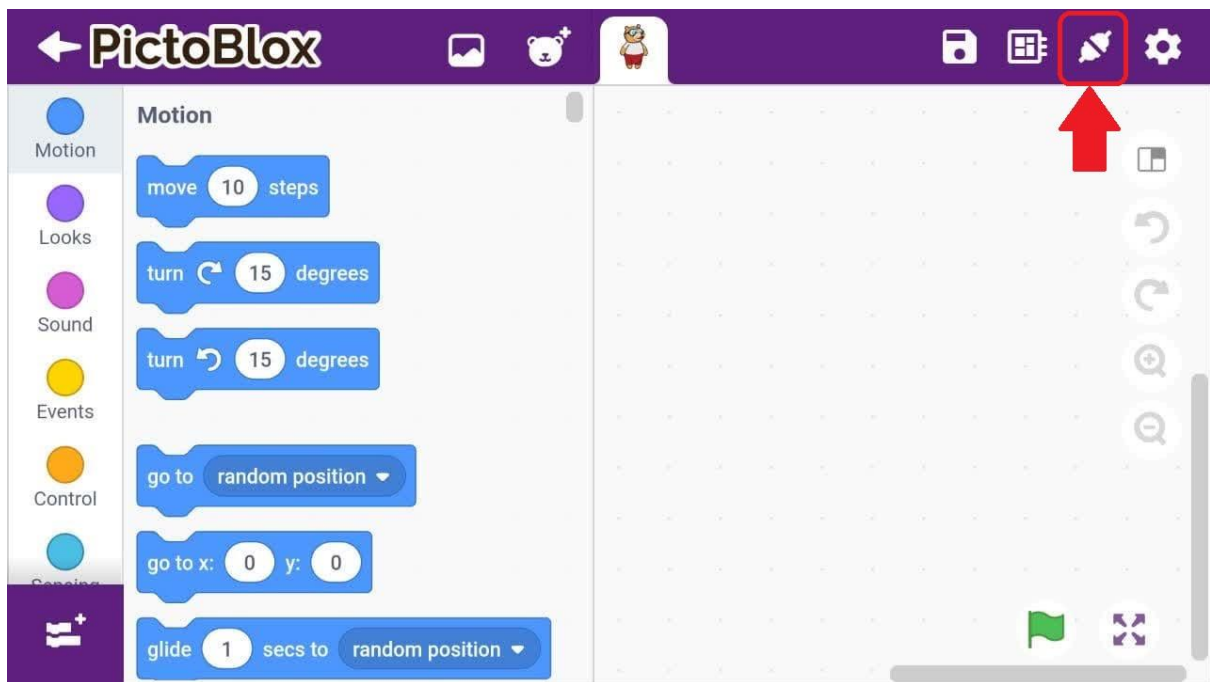 PictoBlox
Motion
Looks
Sound
Events
Control
Sensing
Motion
move 10 steps
turn 15 degrees
turn 15 degrees
go to random position
go to x: 0 y: 0
glide 1 secs to random position